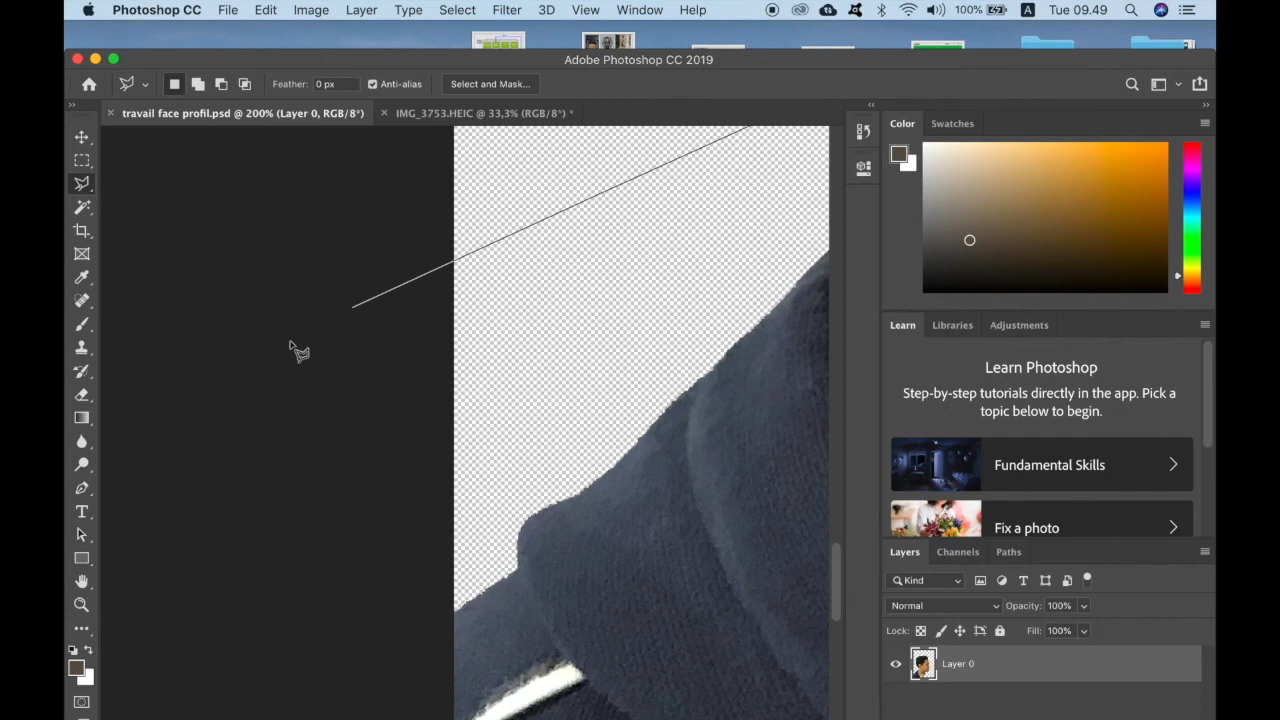 Photoshop CC File Edit Image Layer Type Select Filter 3D View Window Help 100% A Tue 09.49
Adobe Photoshop CC 2019
Feather: 0 px Anti-alias Select and Mask...
travail face profil.psd @ 200% (Layer 0, RGB/8*) IMG_3753.HEIC @ 33,3% (RGB/8*) *
Color Swatches
Learn Libraries Adjustments
Learn Photoshop
Step-by-step tutorials directly in the app. Pick a
topic below to begin.
Fundamental Skills
Fix a photo
Layers Channels Paths
Kind
Normal Opacity: 100%
Lock: Fill: 100%
Layer 0